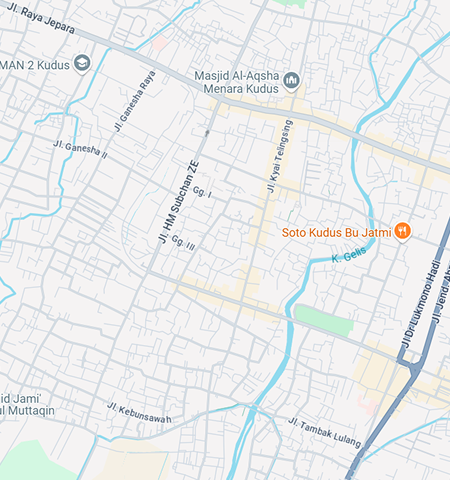 Jl. Raya Jepara
MAN 2 Kudus
Masjid Al-Aqsha
Menara Kudus
Jl. Ganesha Raya
Jl. Ganesha II
Jl. Kyai Telingsing
Jl. HM Subchan ZE
Gg. I
Gg. III
Soto Kudus Bu Jatmi
K. Gelis
Jl Dr Lukmono Hadi
Jl. Jend. Ah
id Jami'
ul Muttaqin
Jl. Kebunsawah
Jl. Tambak Lulang